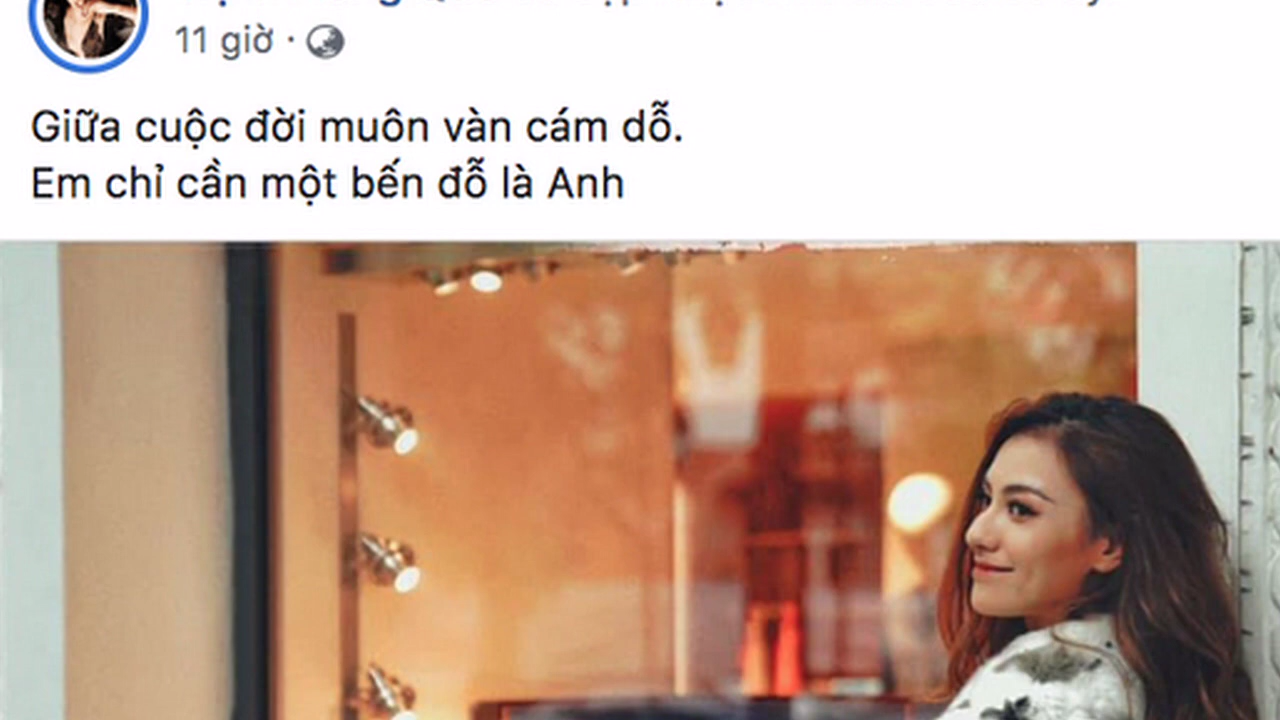 11 giờ ·
Giữa cuộc đời muôn vàn cám dỗ.
Em chỉ cần một bến đỗ là Anh